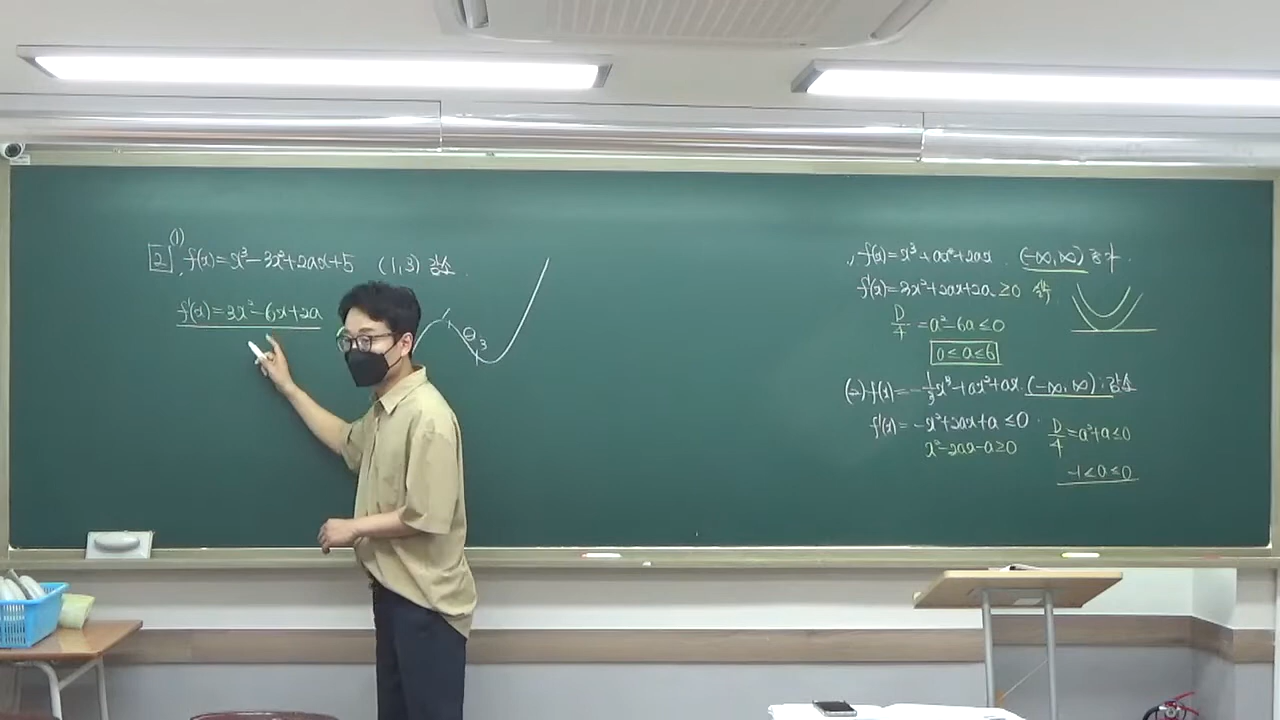 (1)
2 f(x)=x³-3x²+2ax+5 (1,3) 감소
f'(x)=3x²-6x+2a
⊖ 3
f(x)=x³+ax²+2ax (-∞,∞) 증가
f'(x)=3x²+2ax+2a≥0
D/4=a²-6a≤0
0≤a≤6
(2) f(x)=-1/3x³+ax²+ax (-∞,∞):감소
f'(x)=-x²+2ax+a≤0
x²-2ax-a≥0
D/4=a²+a≤0
-1≤a≤0